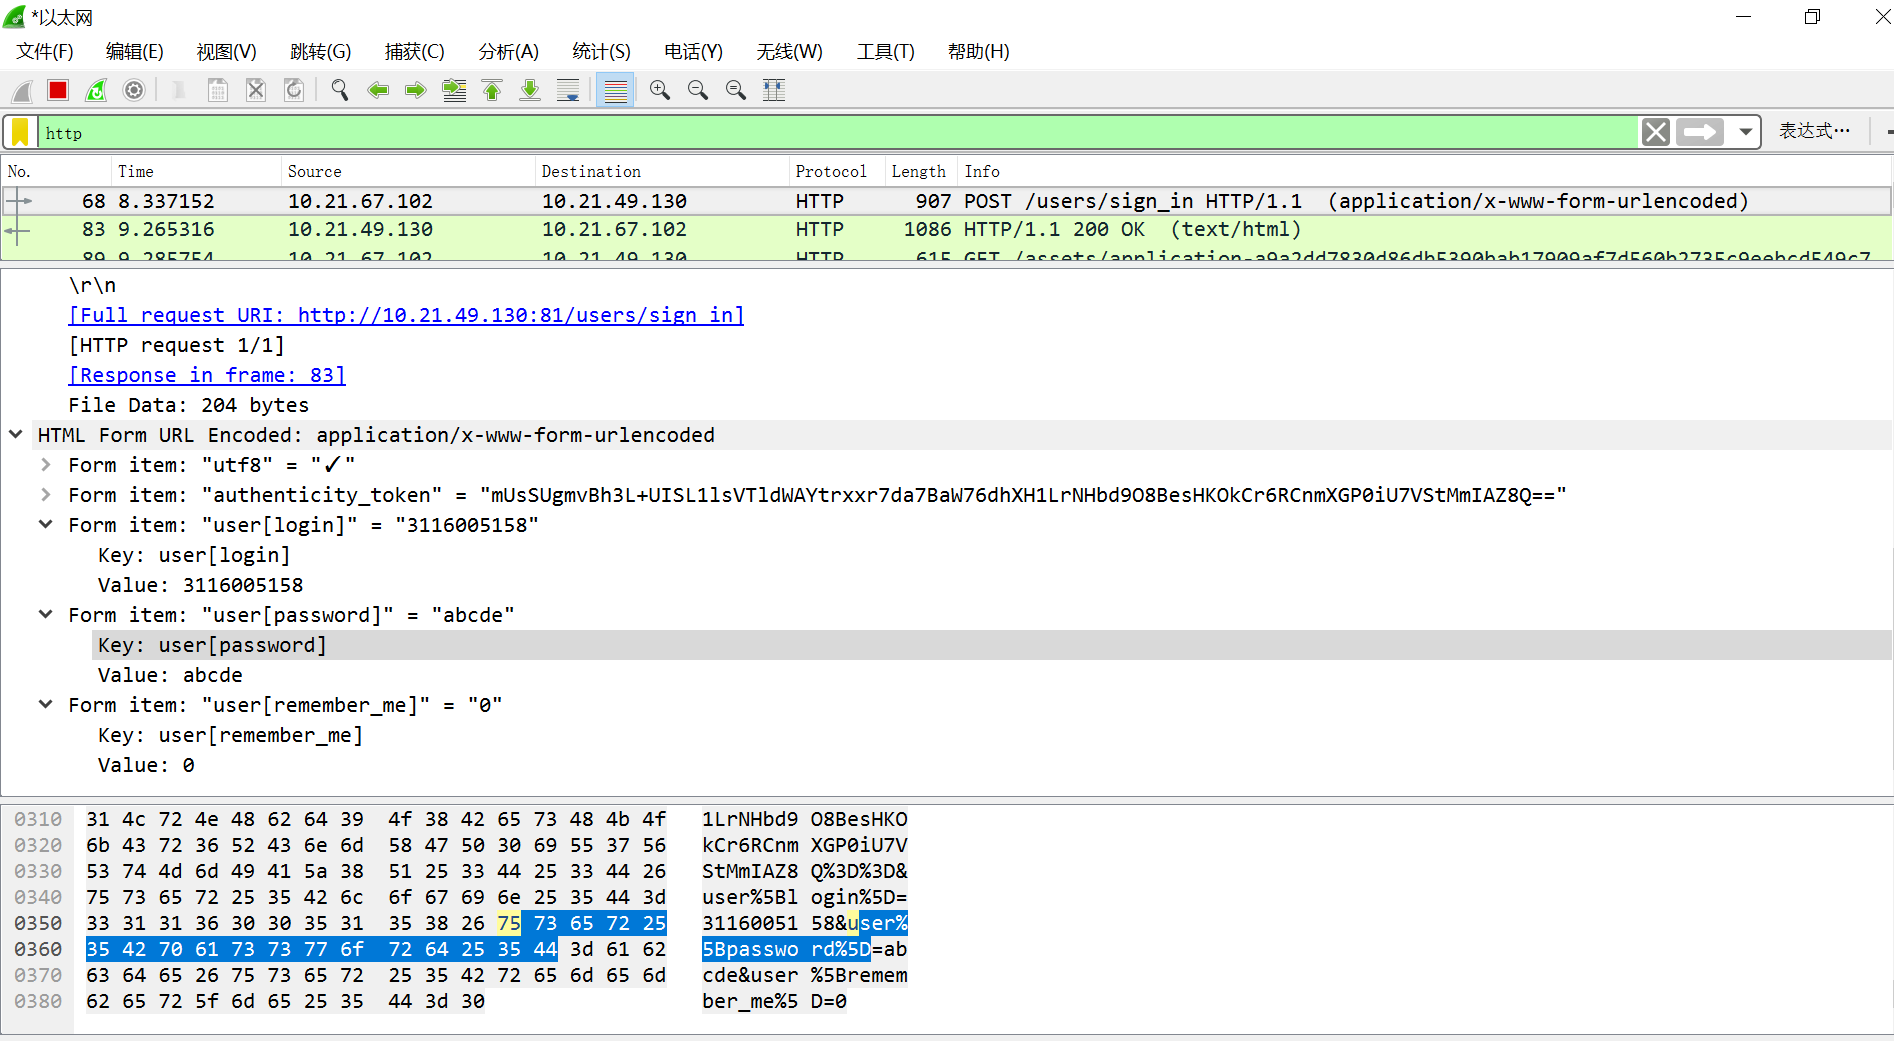 *以太网
文件(F) 编辑(E) 视图(V) 跳转(G) 捕获(C) 分析(A) 统计(S) 电话(Y) 无线(W) 工具(T) 帮助(H)
http 表达式…
No. Time Source Destination Protocol Length Info
68 8.337152 10.21.67.102 10.21.49.130 HTTP 907 POST /users/sign_in HTTP/1.1 (application/x-www-form-urlencoded)
83 9.265316 10.21.49.130 10.21.67.102 HTTP 1086 HTTP/1.1 200 OK (text/html)
89 9.285754 10.21.67.102 10.21.49.130 HTTP 615 GET
\r\n
[Full request URI: http://10.21.49.130:81/users/sign_in]
[HTTP request 1/1]
[Response in frame: 83]
File Data: 204 bytes
HTML Form URL Encoded: application/x-www-form-urlencoded
Form item: "utf8" = "✓"
Form item: "authenticity_token" = "mUsSUgmvBh3L+UISL1lsVTldWAYtrxxr7da7BaW76dhXH1LrNHbd9O8BesHKOkCr6RCnmXGP0iU7VStMmIAZ8Q=="
Form item: "user[login]" = "3116005158"
Key: user[login]
Value: 3116005158
Form item: "user[password]" = "abcde"
Key: user[password]
Value: abcde
Form item: "user[remember_me]" = "0"
Key: user[remember_me]
Value: 0
0310 31 4c 72 4e 48 62 64 39 4f 38 42 65 73 48 4b 4f 1LrNHbd9 O8BesHKO
0320 6b 43 72 36 52 43 6e 6d 58 47 50 30 69 55 37 56 kCr6RCnm XGP0iU7V
0330 53 74 4d 6d 49 41 5a 38 51 25 33 44 25 33 44 26 StMmIAZ8 Q%3D%3D&
0340 75 73 65 72 25 35 42 6c 6f 67 69 6e 25 35 44 3d user%5Bl ogin%5D=
0350 33 31 31 36 30 30 35 31 35 38 26 75 73 65 72 25 31160051 58&user%
0360 35 42 70 61 73 73 77 6f 72 64 25 35 44 3d 61 62 5Bpasswo rd%5D=ab
0370 63 64 65 26 75 73 65 72 25 35 42 72 65 6d 65 6d cde&user %5Bremem
0380 62 65 72 5f 6d 65 25 35 44 3d 30 ber_me%5 D=0